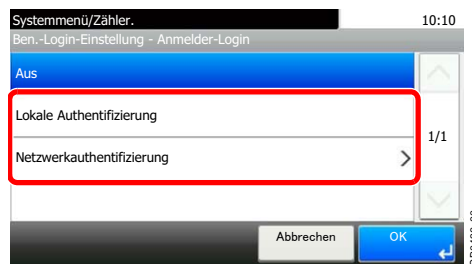 Systemmenü/Zähler.
10:10
Ben.-Login-Einstellung - Anmelder-Login
Aus
Lokale Authentifizierung
1/1
Netzwerkauthentifizierung
Abbrechen
OK